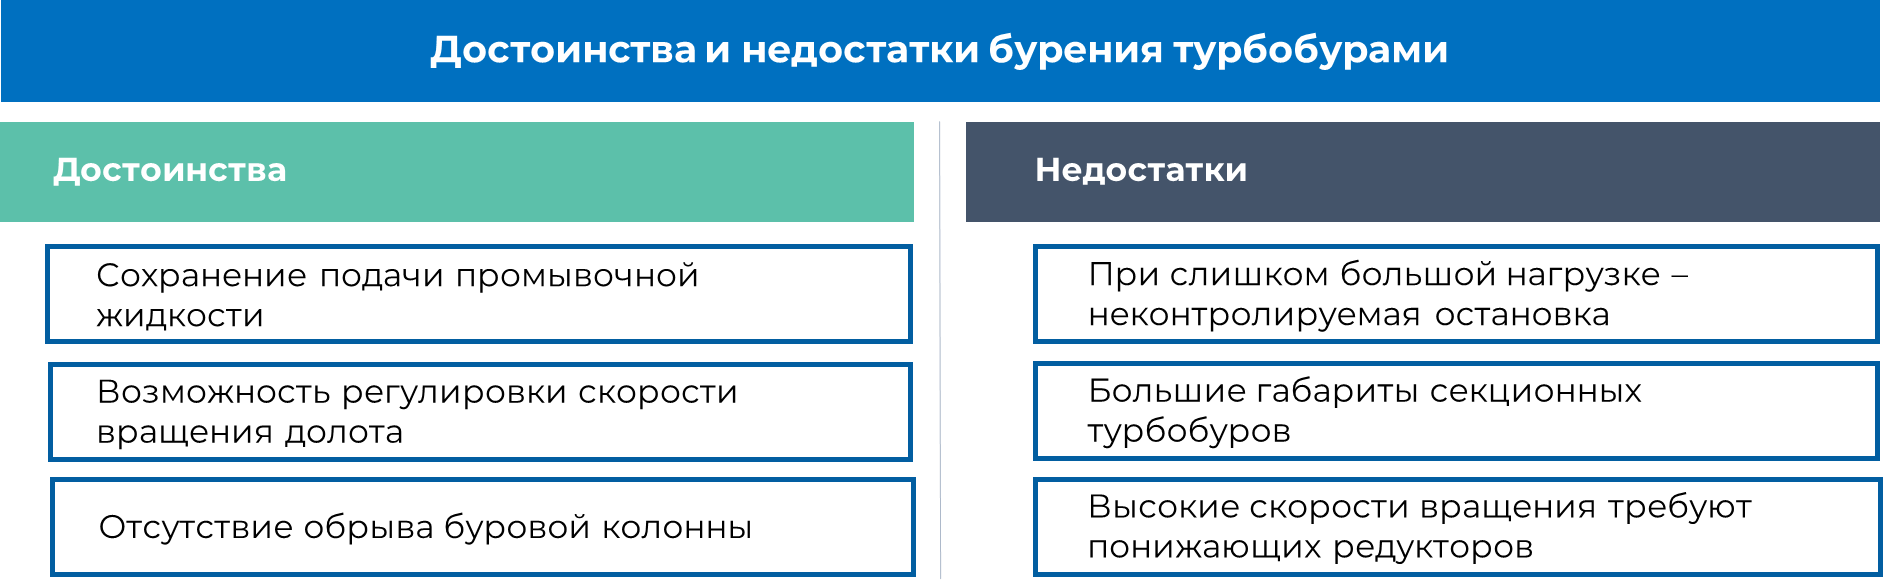 Достоинства и недостатки бурения турбобурами
Достоинства
Сохранение подачи промывочной
жидкости
Возможность регулировки скорости
вращения долота
Отсутствие обрыва буровой колонны
Недостатки
При слишком большой нагрузке –
неконтролируемая остановка
Большие габариты секционных
турбобуров
Высокие скорости вращения требуют
понижающих редукторов